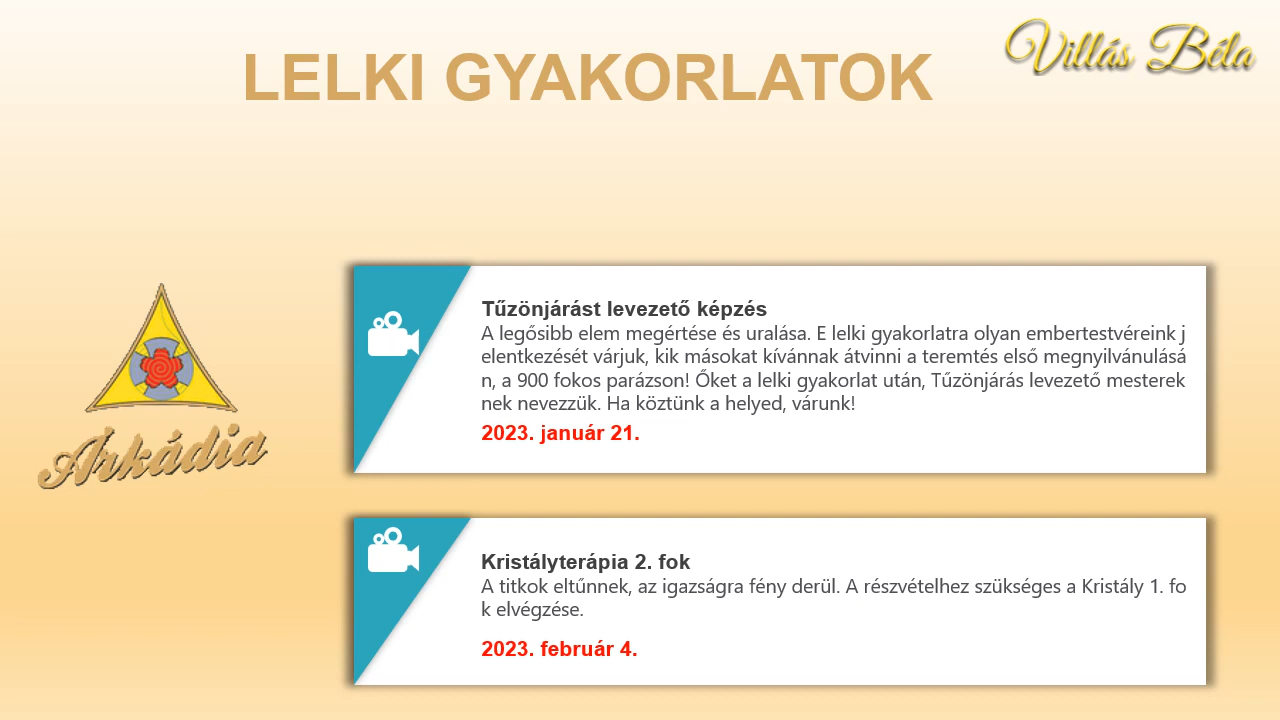 LELKI GYAKORLATOK
Villás Béla
Árkádia
Tűzönjárást levezető képzés
A legősibb elem megértése és uralása. E lelki gyakorlatra olyan embertestvéreink j
elentkezését várjuk, kik másokat kívánnak átvinni a teremtés első megnyilvánulásá
n, a 900 fokos parázson! Őket a lelki gyakorlat után, Tűzönjárás levezető mesterek
nek nevezzük. Ha köztünk a helyed, várunk!
2023. január 21.
Kristályterápia 2. fok
A titkok eltűnnek, az igazságra fény derül. A részvételhez szükséges a Kristály 1. fo
k elvégzése.
2023. február 4.